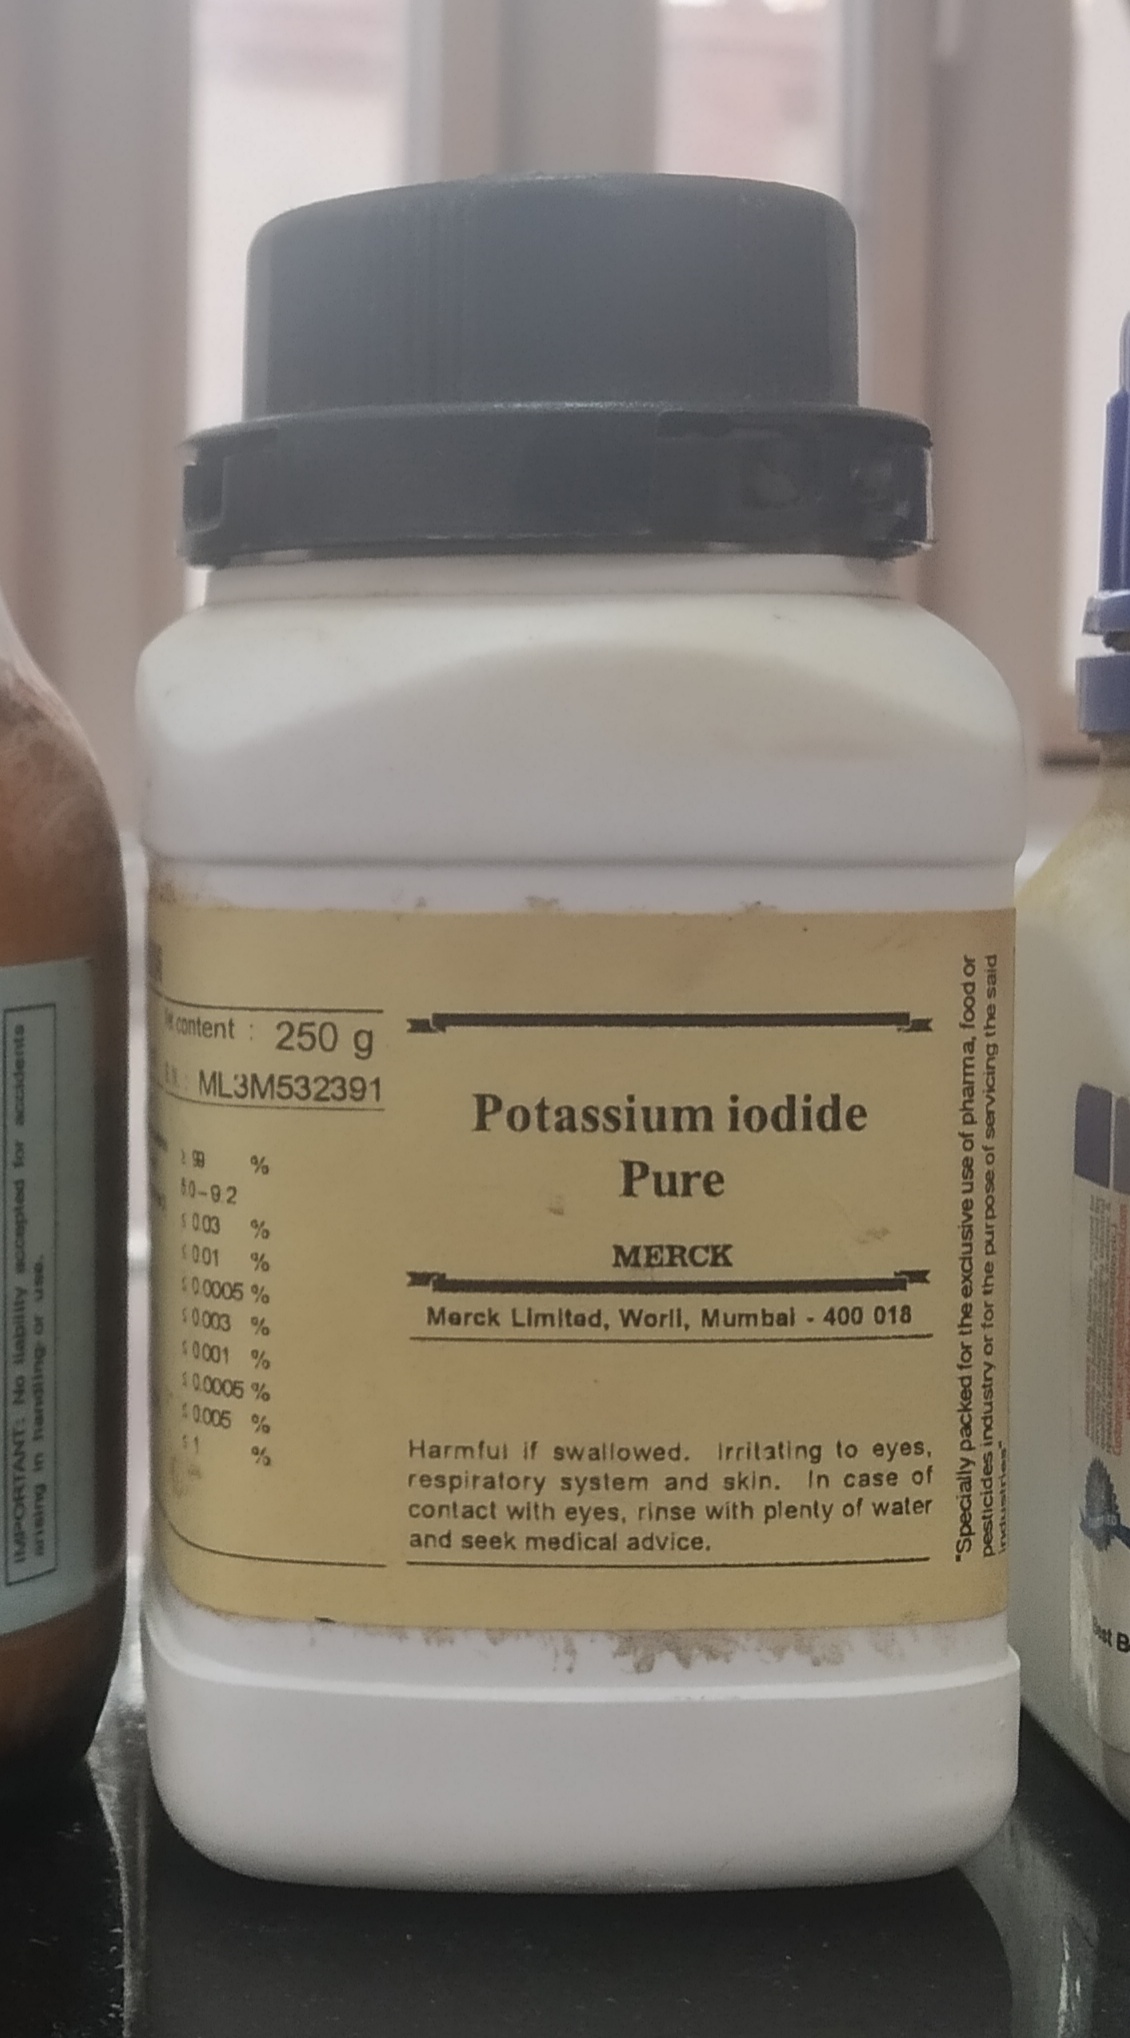 IMPORTANT: No liability accepted for accidents
arising in handling or use.
content : 250 g
ML3M532391
≥ 99 %
- 9.2
≤ 0.03 %
≤ 0.01 %
≤ 0.0005 %
≤ 0.003 %
≤ 0.001 %
≤ 0.0005 %
≤ 0.005 %
≤ 1 %
Potassium iodide
Pure
MERCK
Merck Limited, Worli, Mumbai - 400 018
Harmful if swallowed. Irritating to eyes,
respiratory system and skin. In case of
contact with eyes, rinse with plenty of water
and seek medical advice.
"Specially packed for the exclusive use of pharma, food or
pesticides industry or for the purpose of servicing the said
industries"